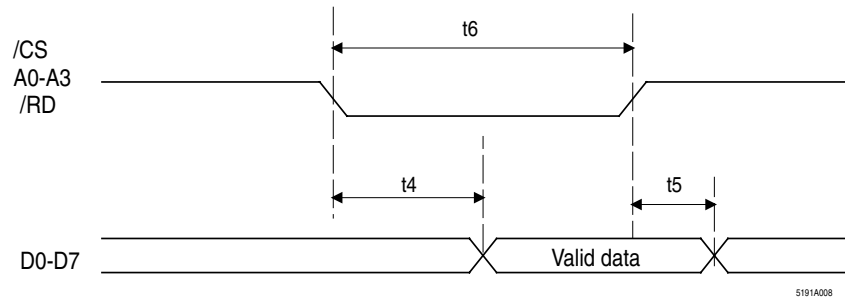 t6
/CS
A0-A3
/RD
t4
t5
D0-D7
Valid data
5191A008